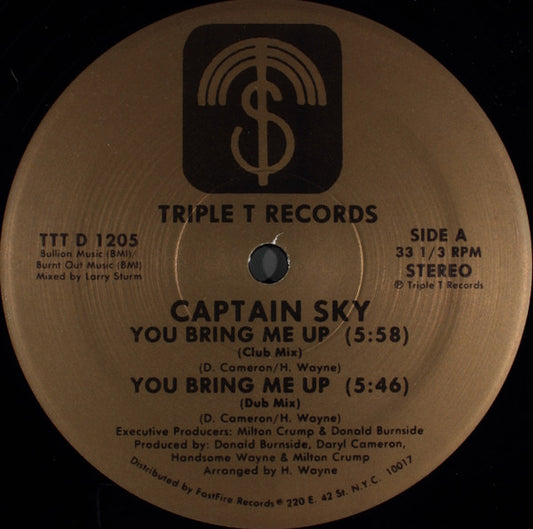 TRIPLE T RECORDS
TTT D 1205
Bullion Music (BMI)/
Burnt Out Music (BMI)
Mixed by Larry Sturm
SIDE A
33 1/3 RPM
STEREO
℗ Triple T Records
CAPTAIN SKY
YOU BRING ME UP (5:58)
(Club Mix)
(D. Cameron/H. Wayne)
YOU BRING ME UP (5:46)
(Dub Mix)
(D. Cameron/H. Wayne)
Executive Producers: Milton Crump & Donald Burnside
Produced by: Donald Burnside, Daryl Cameron,
Handsome Wayne & Milton Crump
Arranged by H. Wayne
Distributed by FastFire Records® 220 E. 42 St. N.Y.C. 10017